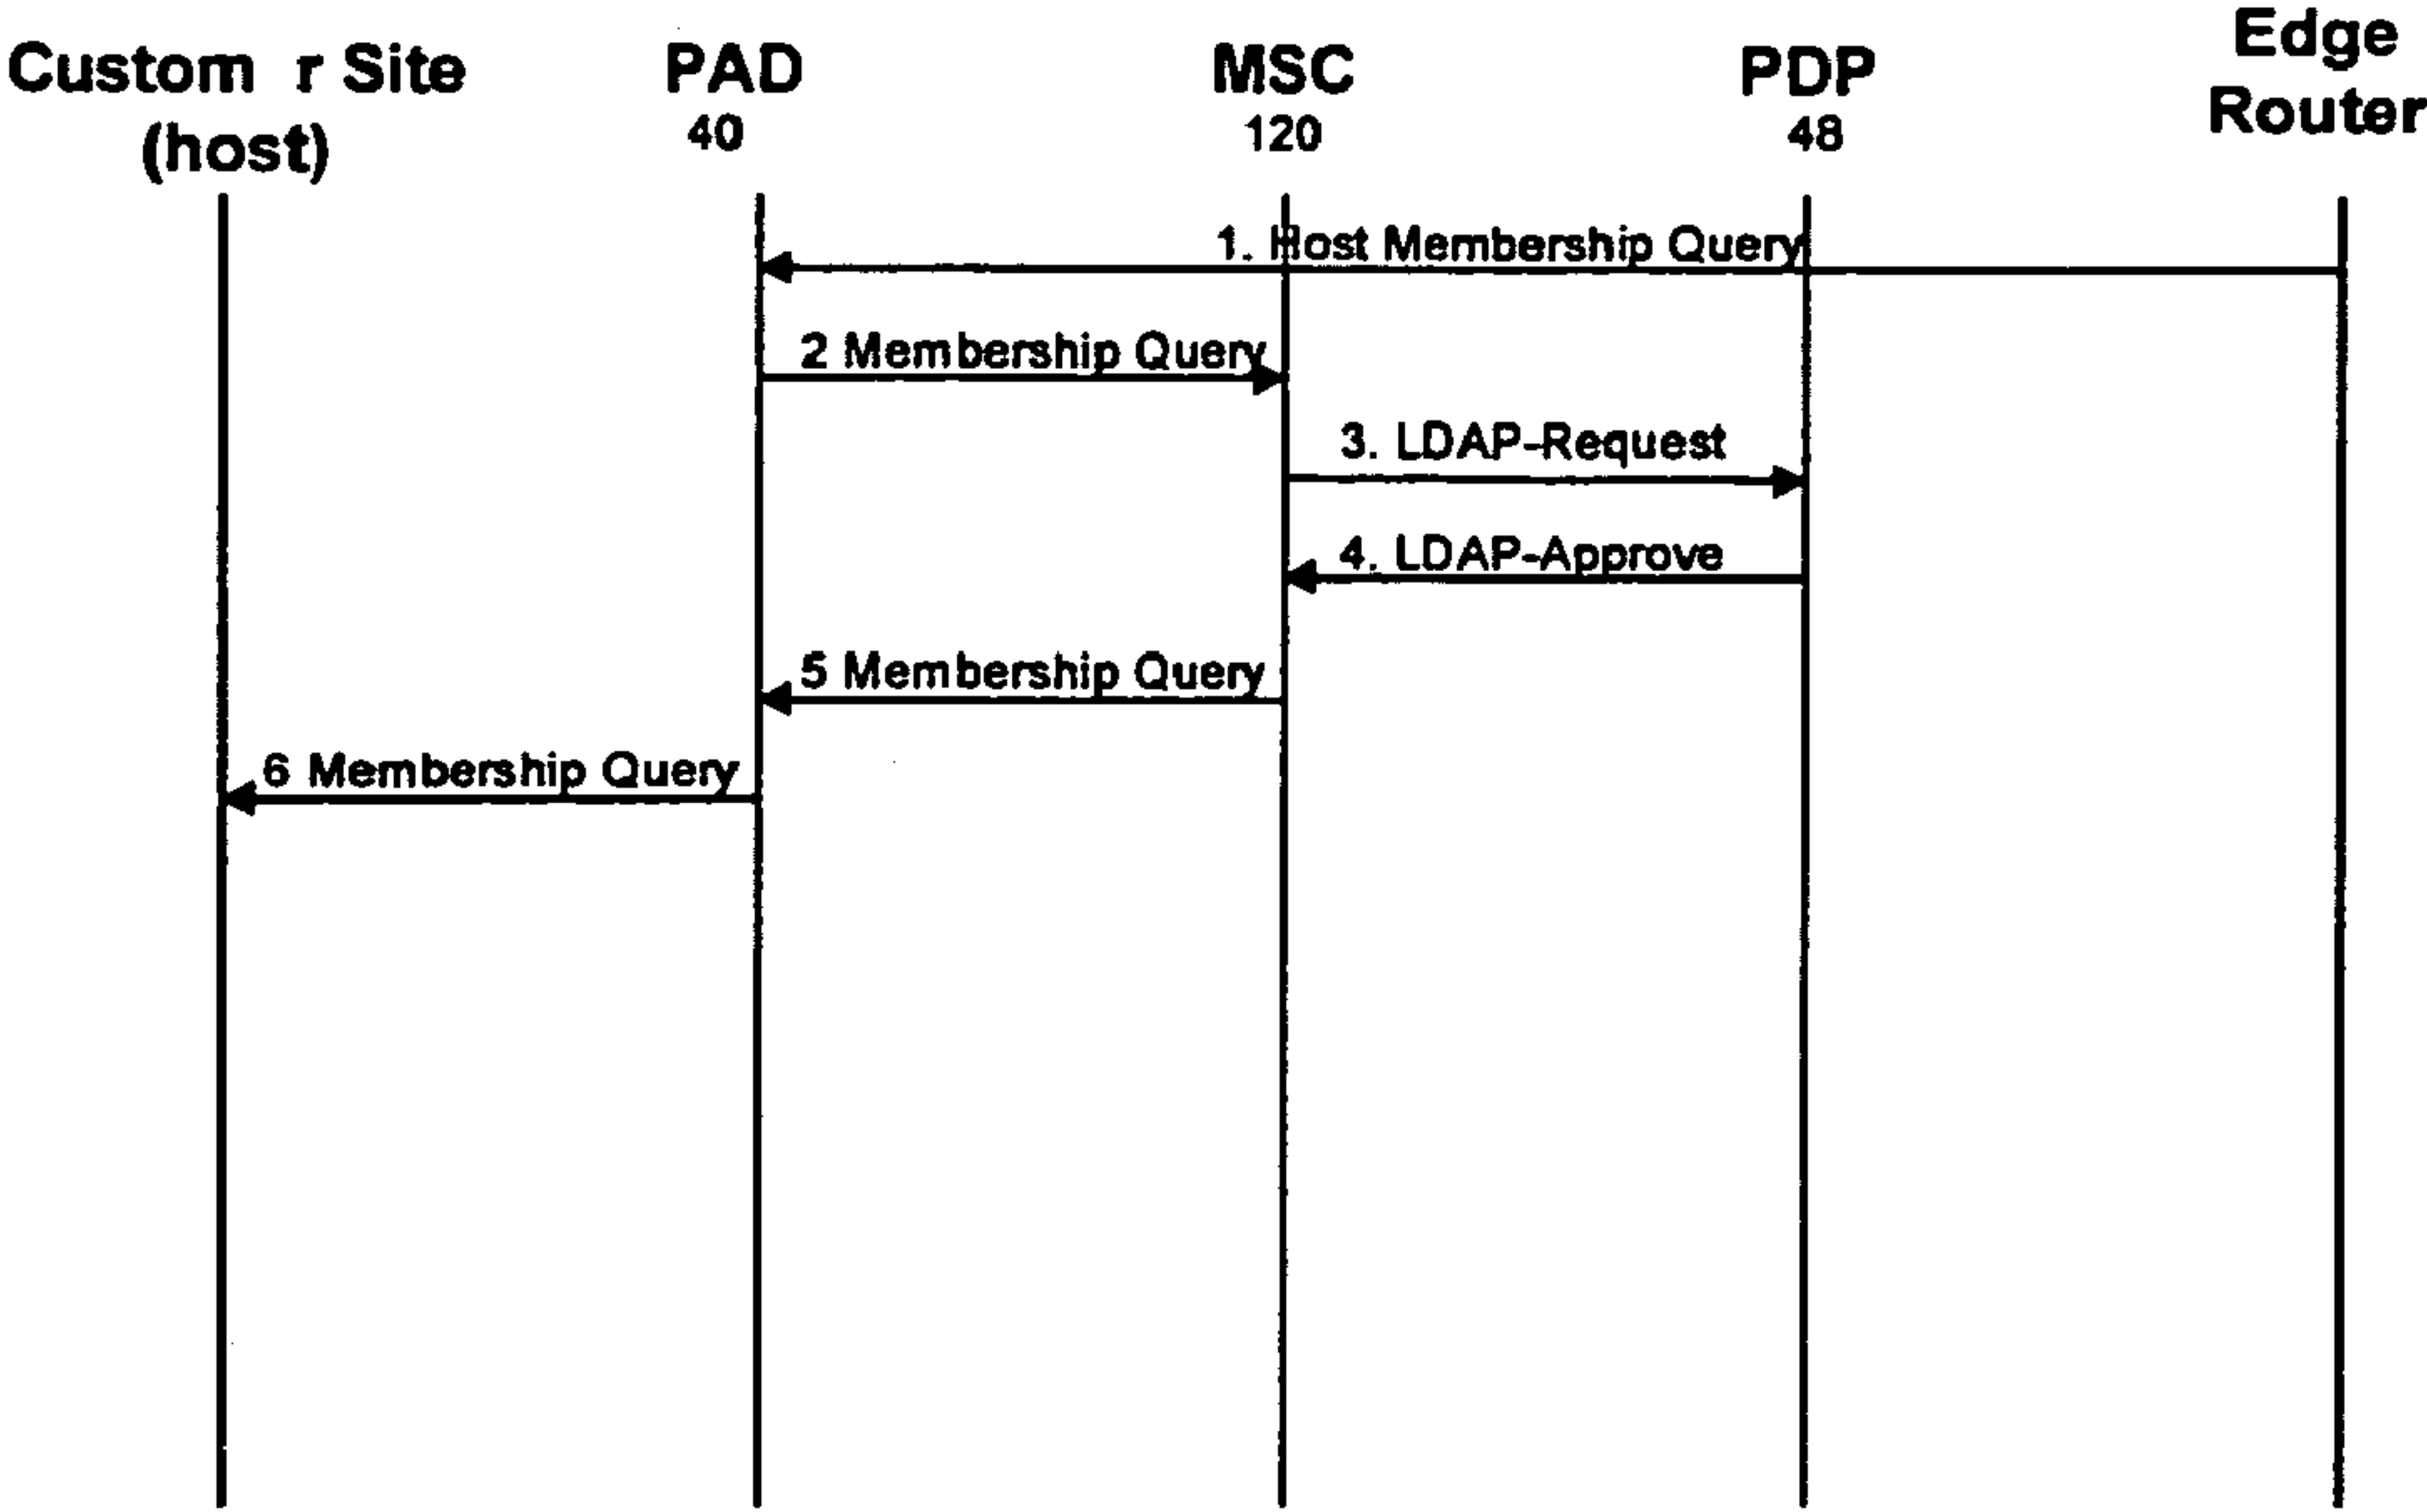 Custom r Site
(host)
PAD
40
MSC
120
PDP
48
Edge
Router
1. Host Membership Query
2 Membership Query
3. LDAP-Request
4. LDAP-Approve
5 Membership Query
6 Membership Query